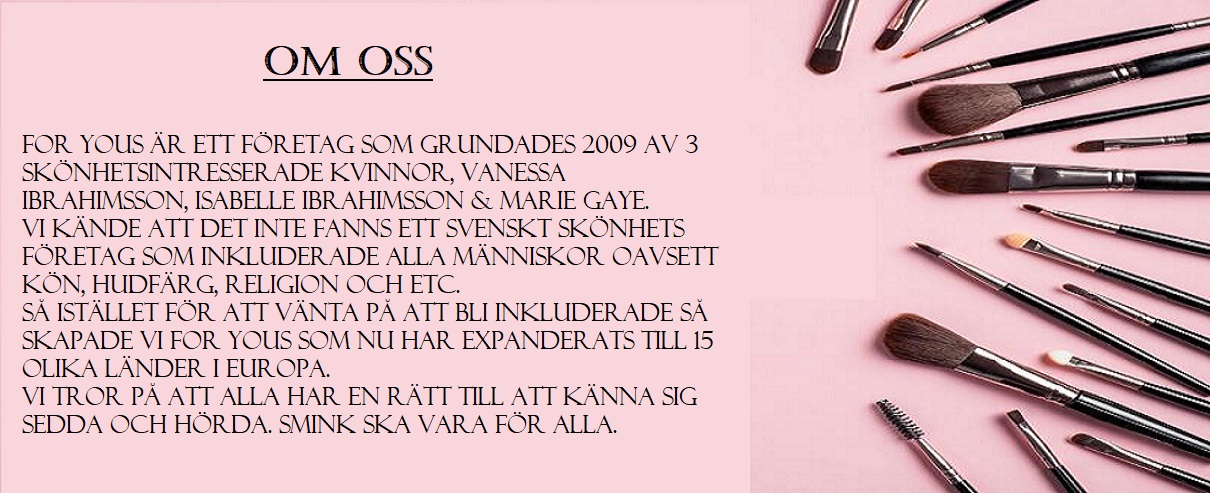 OM OSS
FOR YOUS ÄR ETT FÖRETAG SOM GRUNDADES 2009 AV 3
SKÖNHETSINTRESSERADE KVINNOR, VANESSA
IBRAHIMSSON, ISABELLE IBRAHIMSSON & MARIE GAYE.
VI KÄNDE ATT DET INTE FANNS ETT SVENSKT SKÖNHETS
FÖRETAG SOM INKLUDERADE ALLA MÄNNISKOR OAVSETT
KÖN, HUDFÄRG, RELIGION OCH ETC.
SÅ ISTÄLLET FÖR ATT VÄNTA PÅ ATT BLI INKLUDERADE SÅ
SKAPADE VI FOR YOUS SOM NU HAR EXPANDERATS TILL 15
OLIKA LÄNDER I EUROPA.
VI TROR PÅ ATT ALLA HAR EN RÄTT TILL ATT KÄNNA SIG
SEDDA OCH HÖRDA. SMINK SKA VARA FÖR ALLA.